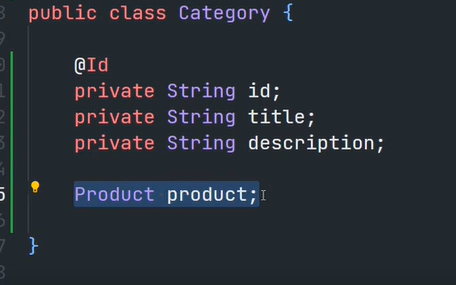 public class Category {
@Id
private String id;
private String title;
private String description;
Product product;
}